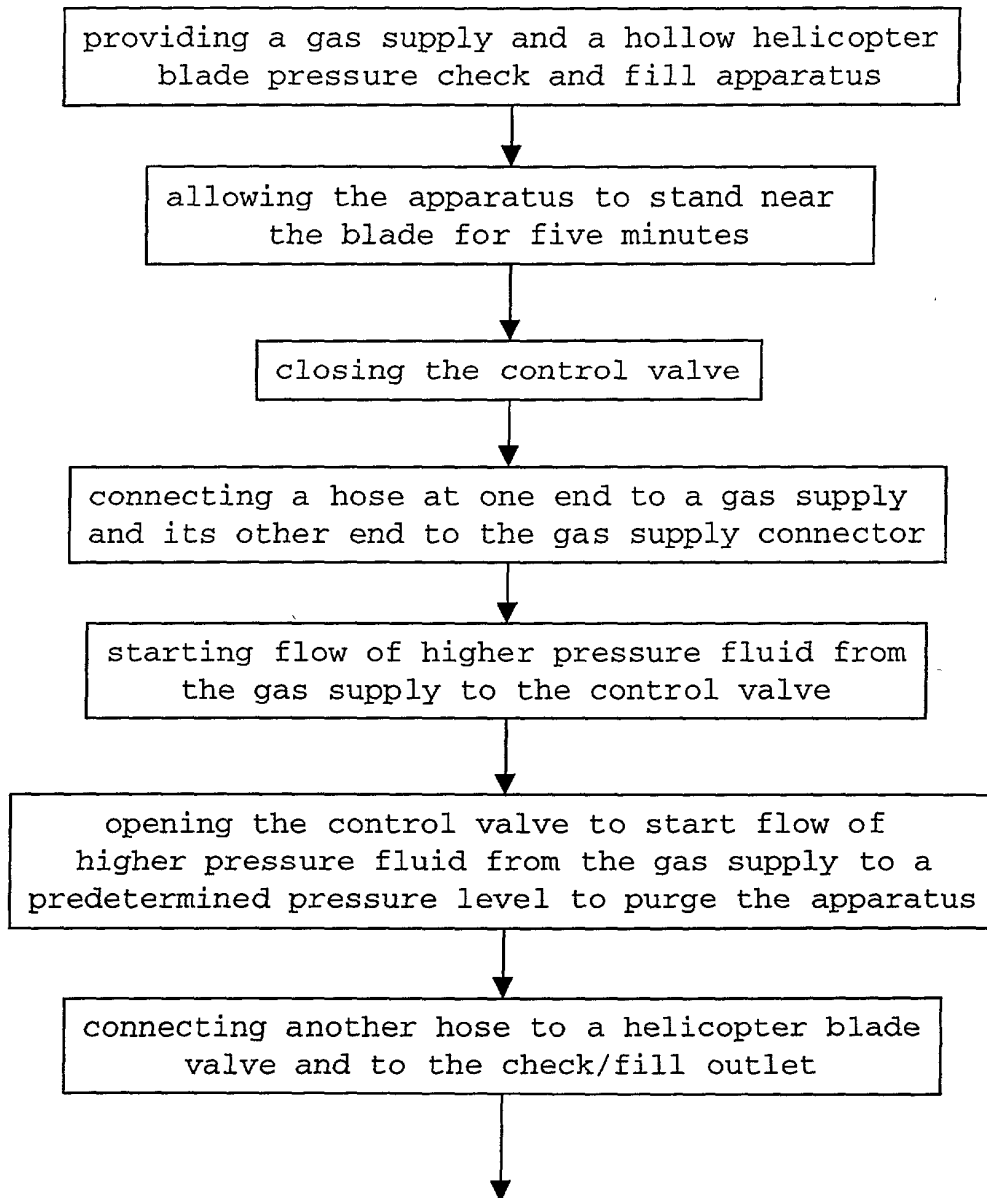 providing a gas supply and a hollow helicopter
blade pressure check and fill apparatus
allowing the apparatus to stand near
the blade for five minutes
closing the control valve
connecting a hose at one end to a gas supply
and its other end to the gas supply connector
starting flow of higher pressure fluid from
the gas supply to the control valve
opening the control valve to start flow of
higher pressure fluid from the gas supply to a
predetermined pressure level to purge the apparatus
connecting another hose to a helicopter blade
valve and to the check/fill outlet